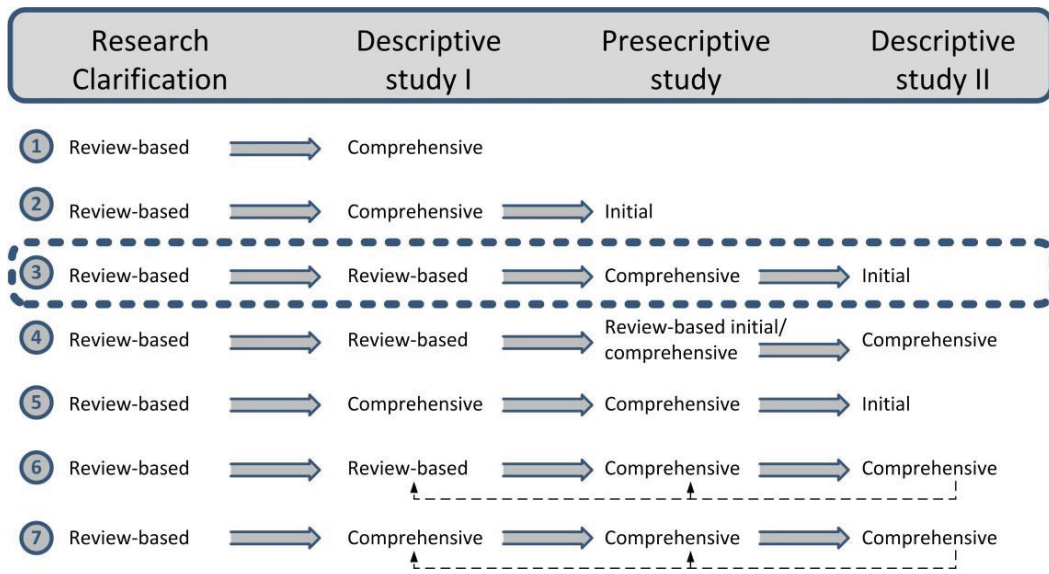 Research Clarification
Descriptive study I
Presecriptive study
Descriptive study II
1 Review-based Comprehensive
2 Review-based Comprehensive Initial
3 Review-based Review-based Comprehensive Initial
4 Review-based Review-based Review-based initial/ comprehensive Comprehensive
5 Review-based Comprehensive Comprehensive Initial
6 Review-based Review-based Comprehensive Comprehensive
7 Review-based Comprehensive Comprehensive Comprehensive